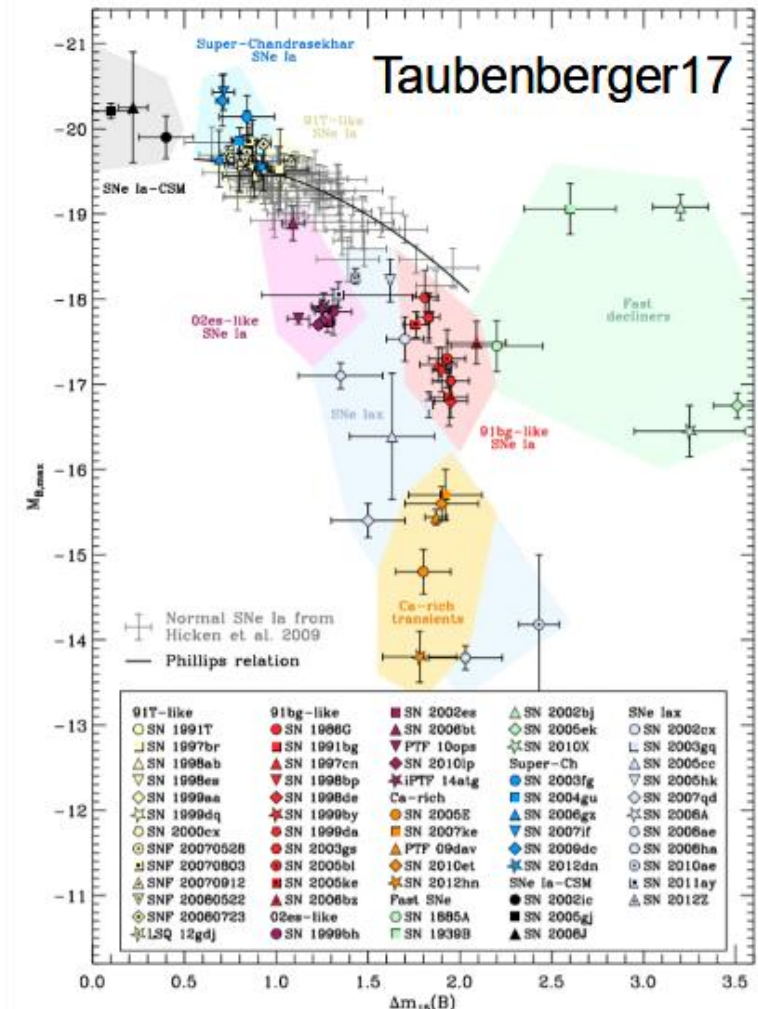 Taubenberger17
-21
-20
-19
-18
-17
-16
-15
-14
-13
-12
-11
M_B,max
Super-Chandrasekhar
SNe Ia
91T-like
SNe Ia
SNe Ia-CSM
02es-like
SNe Ia
SNe Iax
91bg-like
SNe Ia
Fast
decliners
Ca-rich
transients
Normal SNe Ia from
Hicken et al. 2009
Phillips relation
91T-like
SN 1991T
SN 1997br
SN 1998ab
SN 1998es
SN 1999aa
SN 1999dq
SN 2000cx
SNF 20070528
SNF 20070803
SNF 20070912
SNF 20080522
SNF 20080723
LSQ 12gdj
91bg-like
SN 1986G
SN 1991bg
SN 1997cn
SN 1998bp
SN 1998de
SN 1999by
SN 1999da
SN 2003gs
SN 2005bl
SN 2005ke
SN 2006bz
02es-like
SN 1999bh
SN 2002es
SN 2006bt
PTF 10ops
SN 2010lp
iPTF 14atg
Ca-rich
SN 2005E
SN 2007ke
PTF 09dav
SN 2010et
SN 2012hn
Fast SNe
SN 1885A
SN 1939B
SN 2002bj
SN 2005ek
SN 2010X
Super-Ch
SN 2003fg
SN 2004gu
SN 2006gz
SN 2007if
SN 2009dc
SN 2012dn
SNe Ia-CSM
SN 2002ic
SN 2005gj
SN 2008J
SNe Iax
SN 2002cx
SN 2003gq
SN 2005cc
SN 2005hk
SN 2007qd
SN 2008A
SN 2008ae
SN 2008ha
SN 2010ae
SN 2011ay
SN 2012Z
0.0 0.5 1.0 1.5 2.0 2.5 3.0 3.5
Δm₁₅(B)